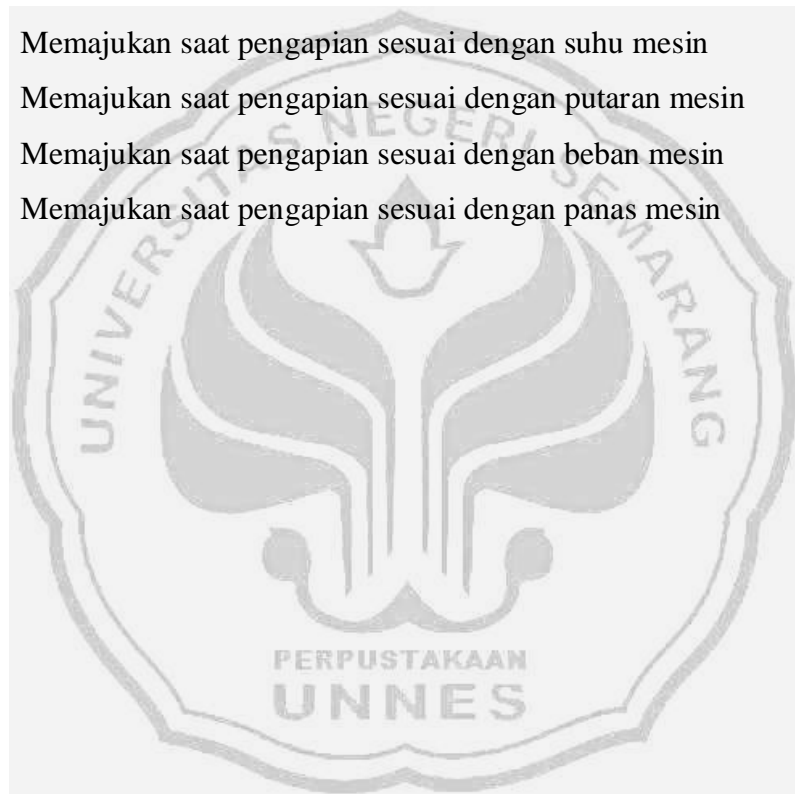 Memajukan saat pengapian sesuai dengan suhu mesin
Memajukan saat pengapian sesuai dengan putaran mesin
Memajukan saat pengapian sesuai dengan beban mesin
Memajukan saat pengapian sesuai dengan panas mesin
UNIVERSITAS NEGERI SEMARANG
PERPUSTAKAAN
UNNES